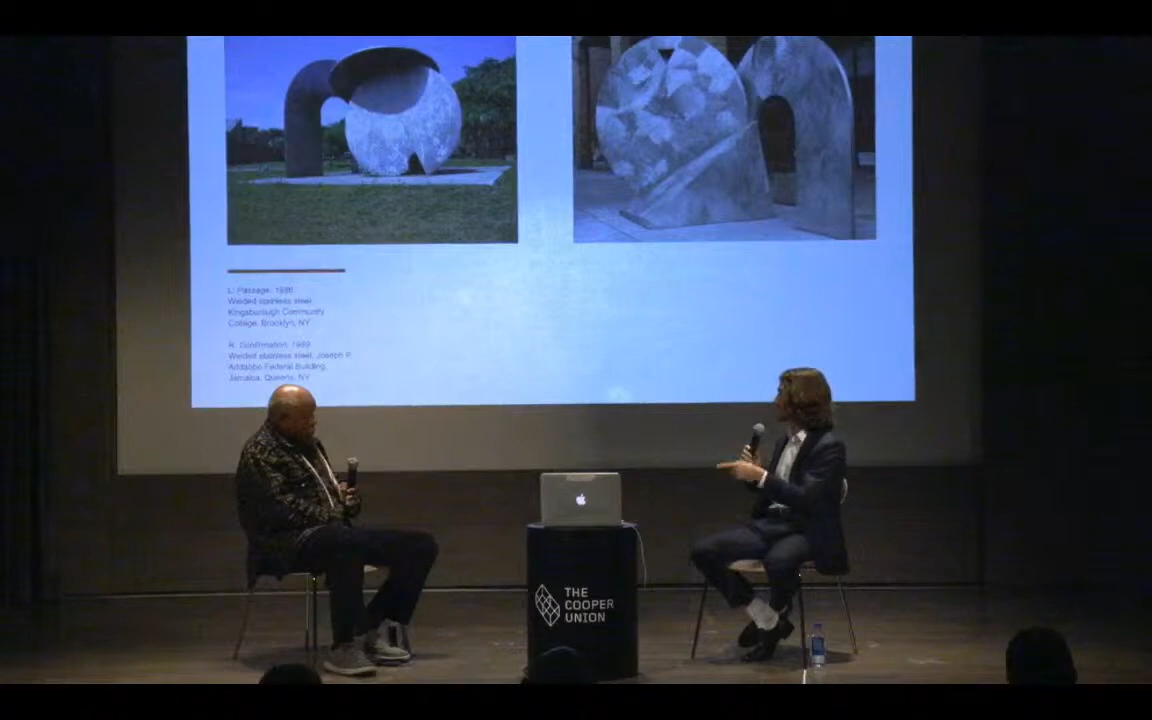 L: Passage, 1986
Welded stainless steel
Kingsborough Community
College, Brooklyn, NY
R: Confirmation, 1989
Welded stainless steel, Joseph P.
Addabbo Federal Building,
Jamaica, Queens, NY
THE
COOPER
UNION